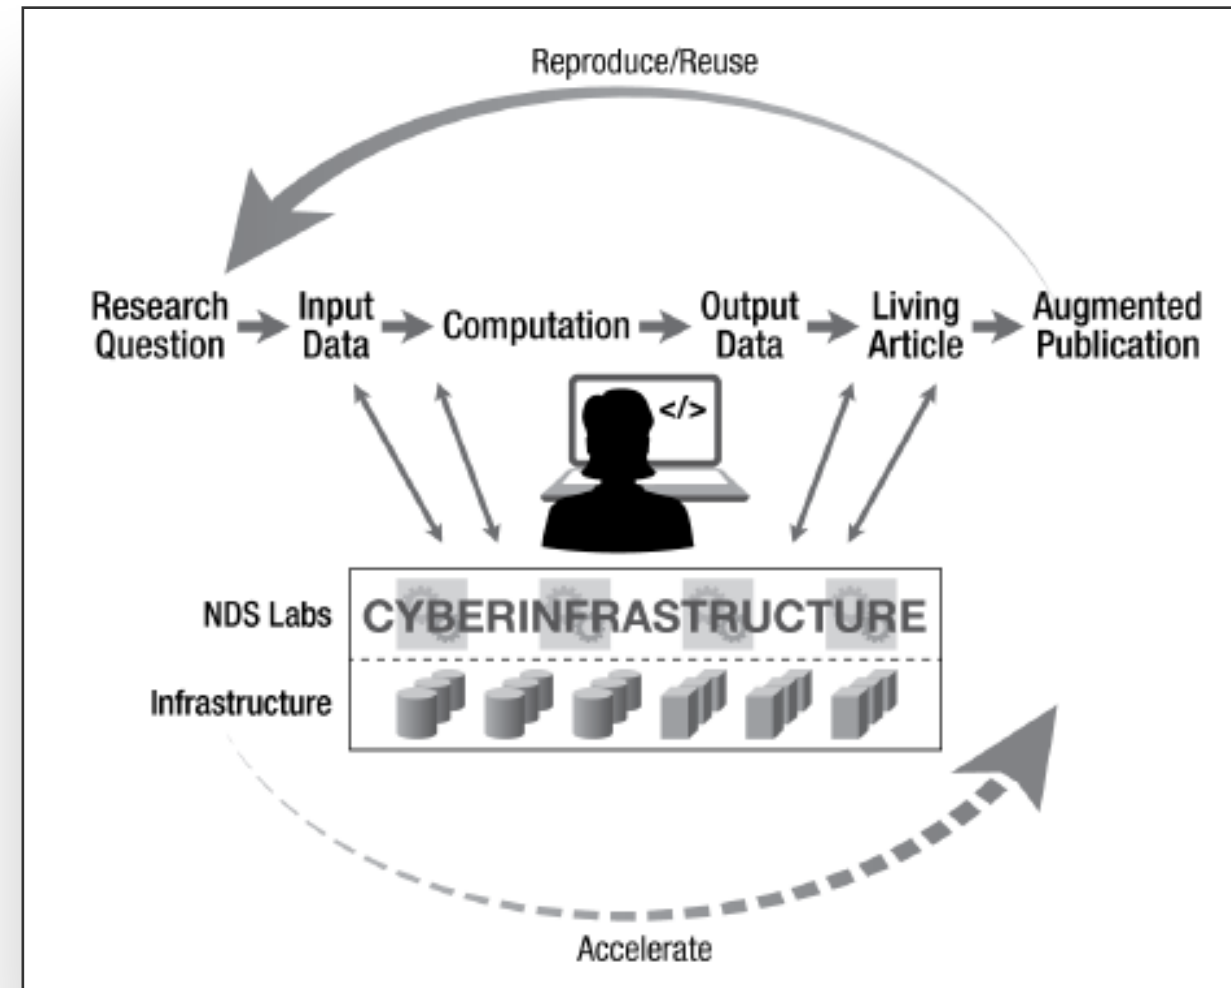 Reproduce/Reuse
Research
Question
Input
Data
Computation
Output
Data
Living
Article
Augmented
Publication
</>
NDS Labs
CYBERINFRASTRUCTURE
Infrastructure
Accelerate